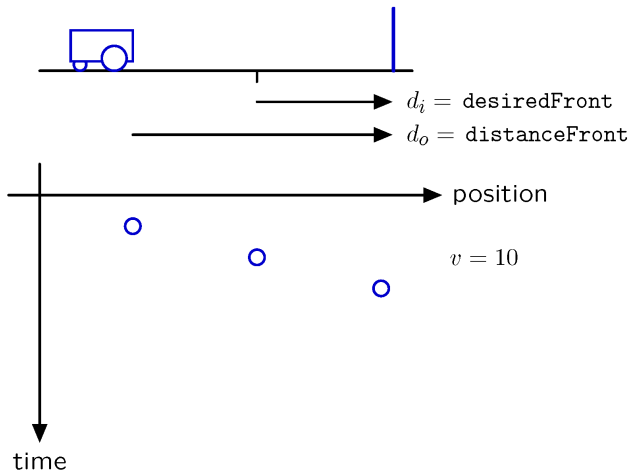 d_i = desiredFront
d_o = distanceFront
position
v = 10
time